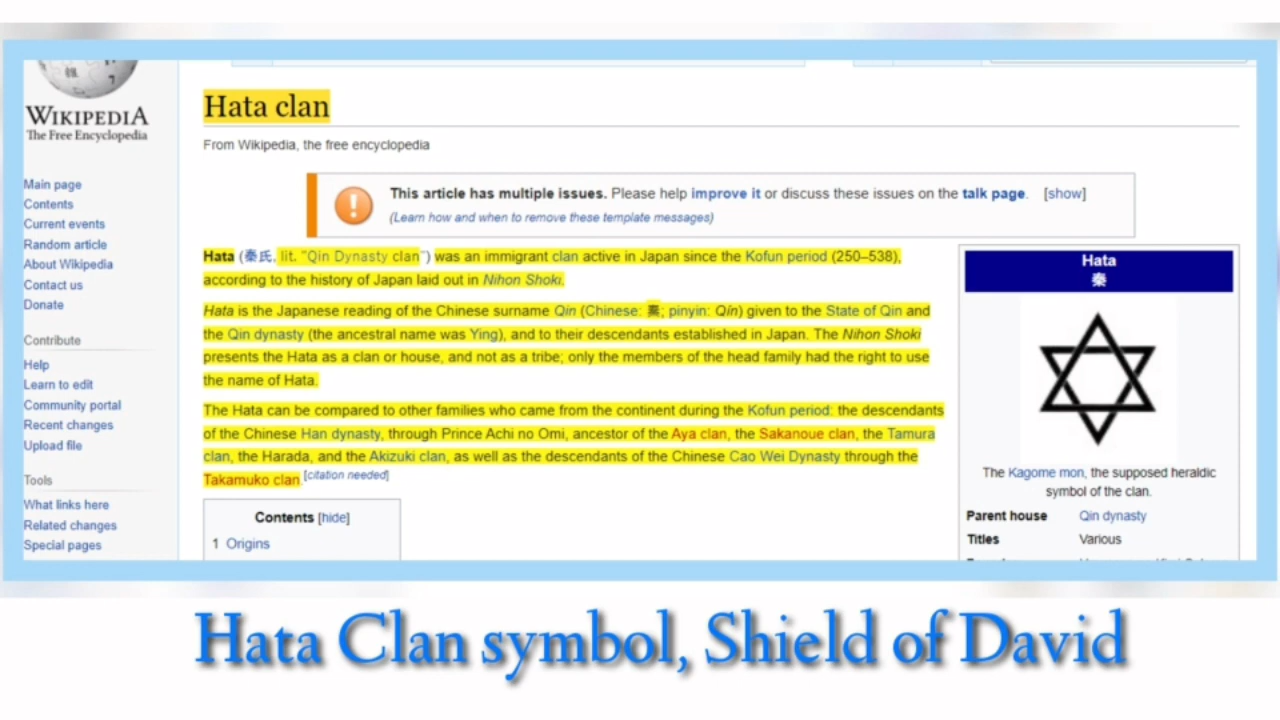 WIKIPEDIA
The Free Encyclopedia
Main page
Contents
Current events
Random article
About Wikipedia
Contact us
Donate
Contribute
Help
Learn to edit
Community portal
Recent changes
Upload file
Tools
What links here
Related changes
Special pages
Hata clan
From Wikipedia, the free encyclopedia
This article has multiple issues. Please help improve it or discuss these issues on the talk page. [show]
(Learn how and when to remove these template messages)
Hata (秦氏, lit. "Qin Dynasty clan") was an immigrant clan active in Japan since the Kofun period (250–538),
according to the history of Japan laid out in Nihon Shoki.
Hata is the Japanese reading of the Chinese surname Qin (Chinese: 秦; pinyin: Qín) given to the State of Qin and
the Qin dynasty (the ancestral name was Ying), and to their descendants established in Japan. The Nihon Shoki
presents the Hata as a clan or house, and not as a tribe; only the members of the head family had the right to use
the name of Hata.
The Hata can be compared to other families who came from the continent during the Kofun period: the descendants
of the Chinese Han dynasty, through Prince Achi no Omi, ancestor of the Aya clan, the Sakanoue clan, the Tamura
clan, the Harada, and the Akizuki clan, as well as the descendants of the Chinese Cao Wei Dynasty through the
Takamuko clan.[citation needed]
Contents [hide]
1 Origins
Hata
秦
The Kagome mon, the supposed heraldic
symbol of the clan.
Parent house Qin dynasty
Titles Various
Hata Clan symbol, Shield of David